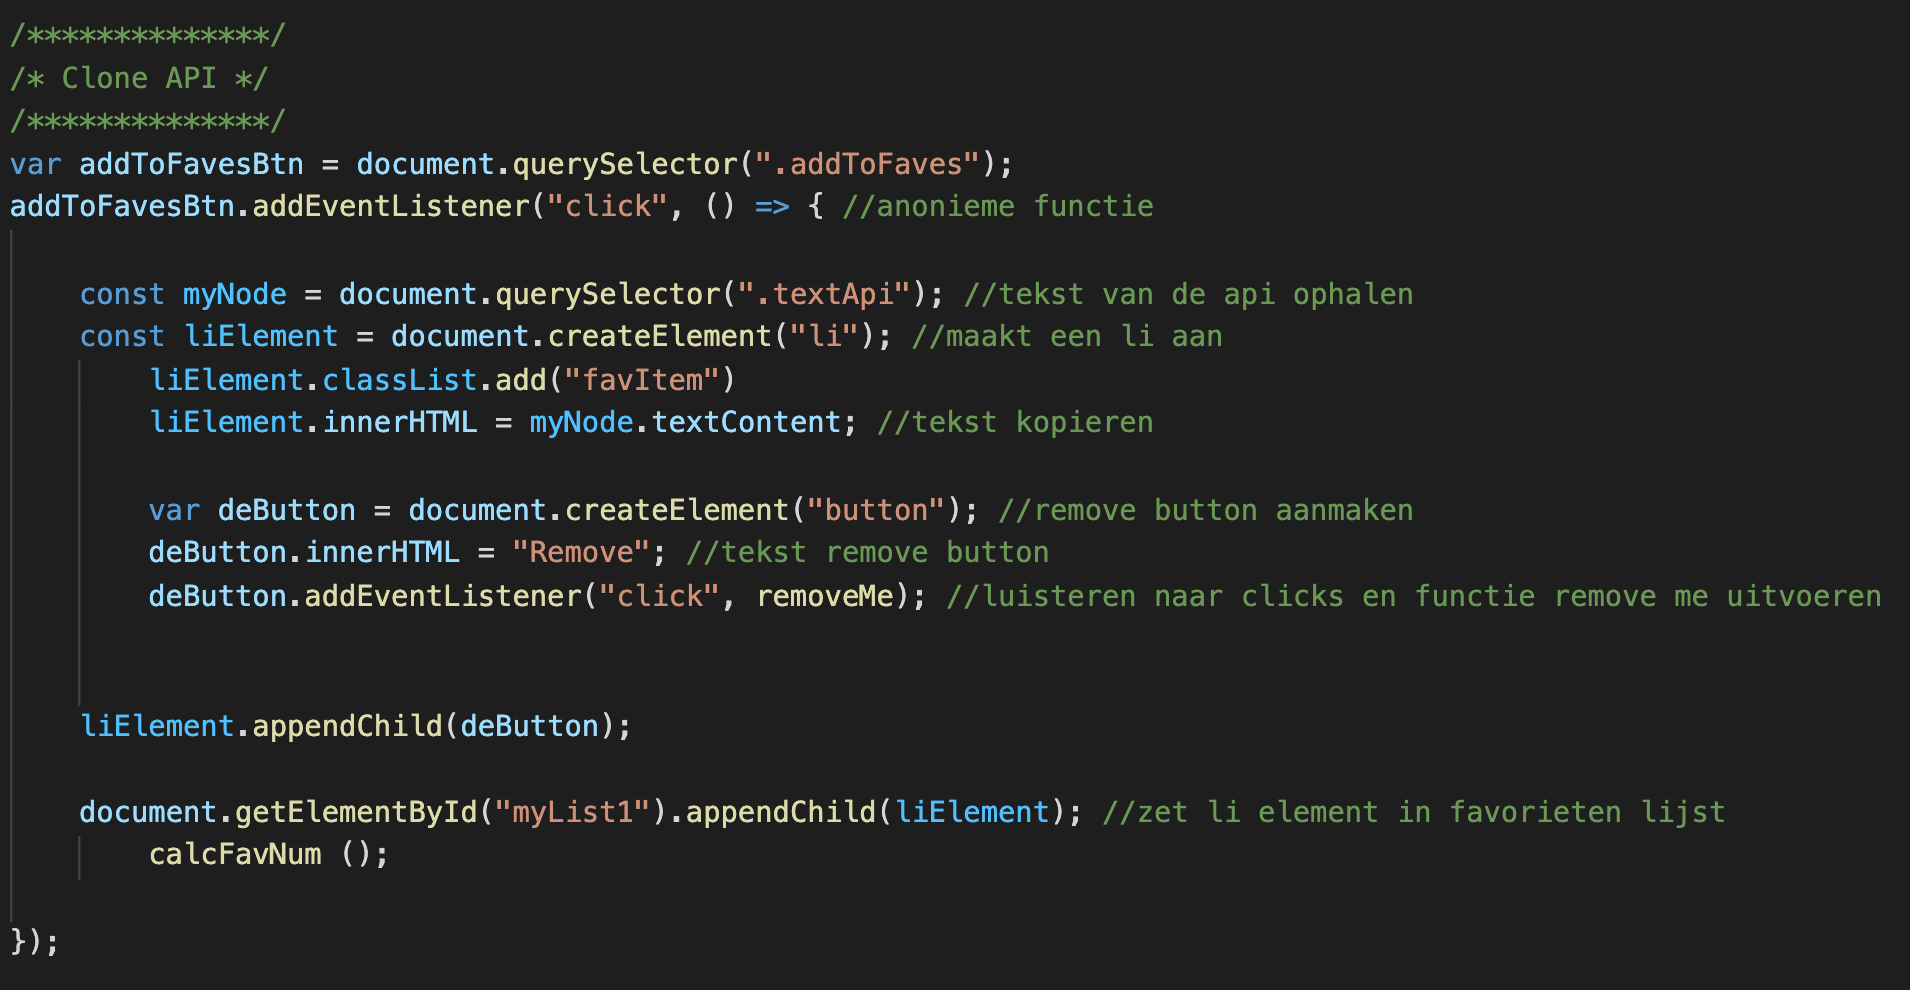 /**************/
/* Clone API */
/**************/
var addToFavesBtn = document.querySelector(".addToFaves");
addToFavesBtn.addEventListener("click", () => { //anonieme functie
const myNode = document.querySelector(".textApi"); //tekst van de api ophalen
const liElement = document.createElement("li"); //maakt een li aan
liElement.classList.add("favItem")
liElement.innerHTML = myNode.textContent; //tekst kopieren
var deButton = document.createElement("button"); //remove button aanmaken
deButton.innerHTML = "Remove"; //tekst remove button
deButton.addEventListener("click", removeMe); //luisteren naar clicks en functie remove me uitvoeren
liElement.appendChild(deButton);
document.getElementById("myList1").appendChild(liElement); //zet li element in favorieten lijst
calcFavNum ();
});